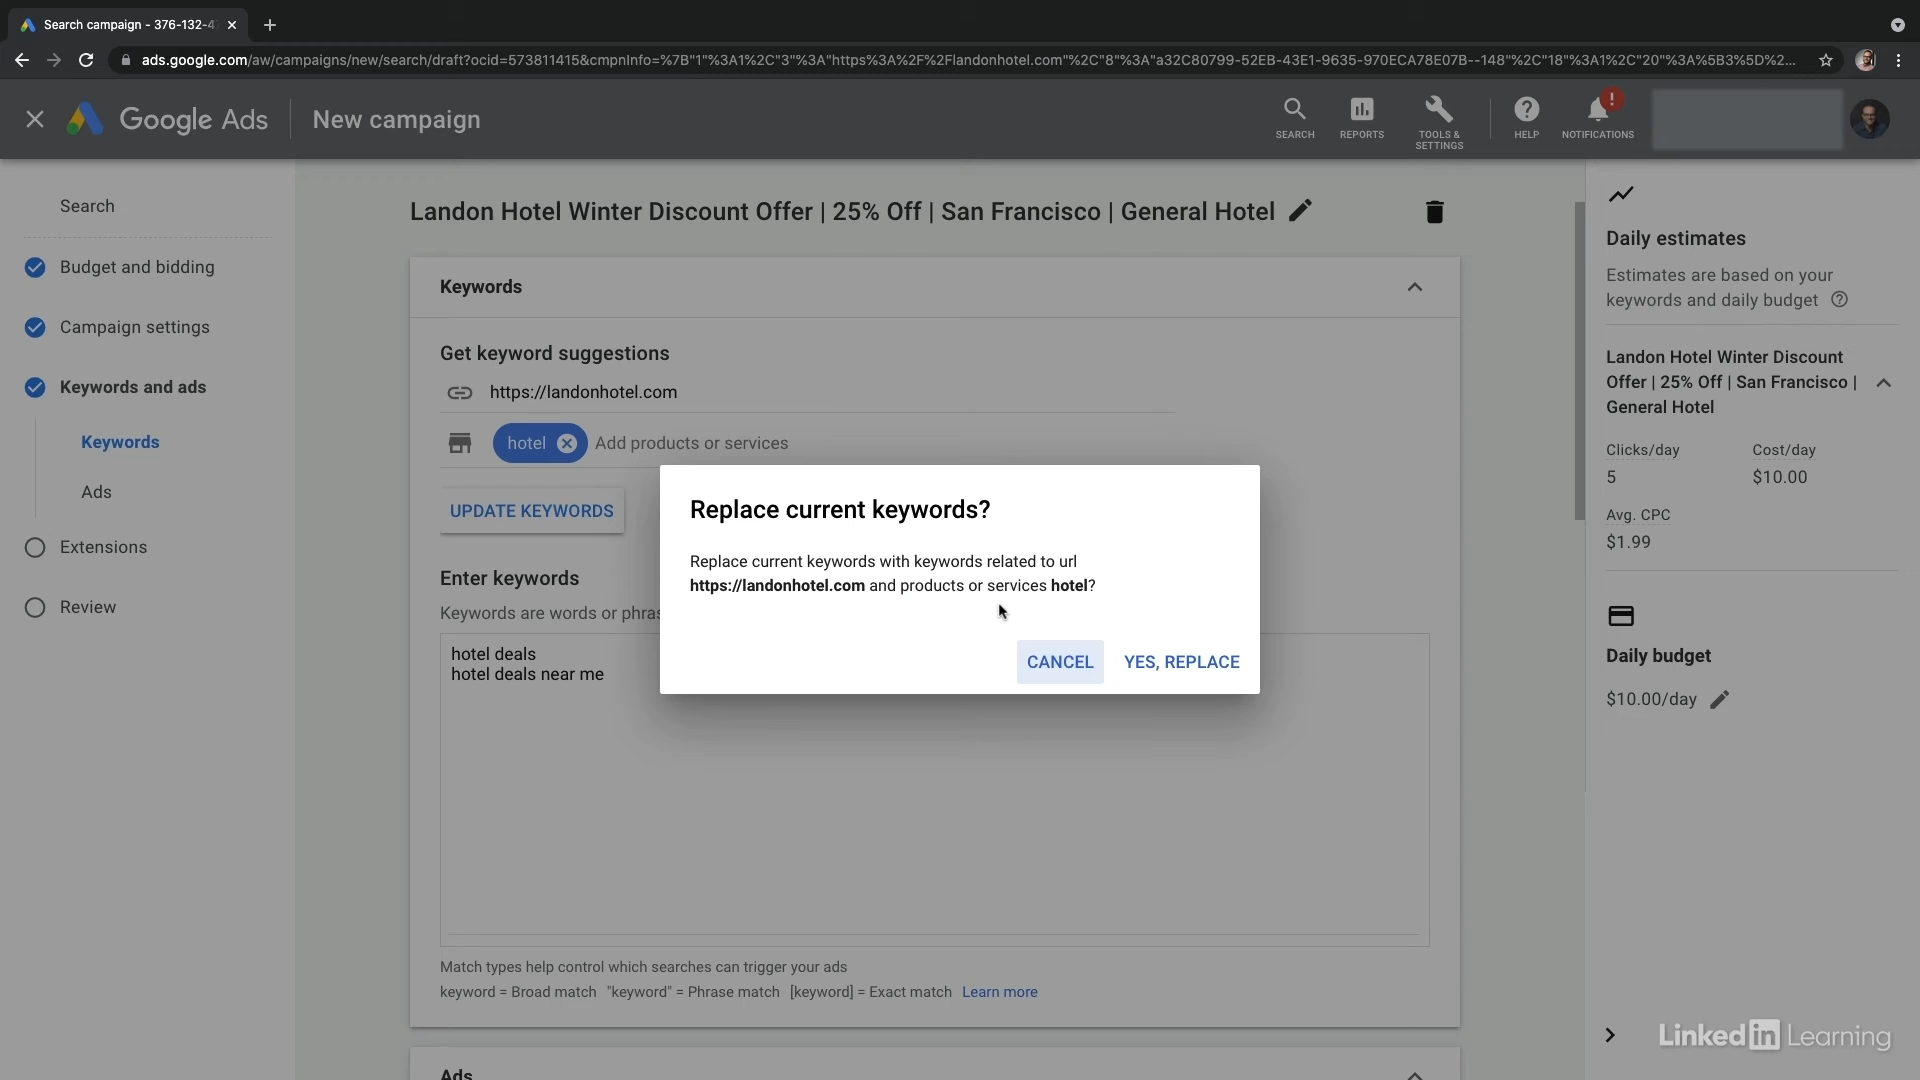 Search campaign - 376-132-4
ads.google.com/aw/campaigns/new/search/draft?ocid=573811415&cmpnInfo=%7B"1"%3A1%2C"3"%3A"https%3A%2F%2Flandonhotel.com"%2C"8"%3A"a32C80799-52EB-43E1-9635-970ECA78E07B--148"%2C"18"%3A1%2C"20"%3A%5B3%5D%2...
Google Ads
New campaign
SEARCH
REPORTS
TOOLS &
SETTINGS
HELP
NOTIFICATIONS
Search
Budget and bidding
Campaign settings
Keywords and ads
Keywords
Ads
Extensions
Review
Landon Hotel Winter Discount Offer | 25% Off | San Francisco | General Hotel
Keywords
Get keyword suggestions
https://landonhotel.com
hotel
Add products or services
UPDATE KEYWORDS
Enter keywords
Keywords are words or phra
hotel deals
hotel deals near me
Replace current keywords?
Replace current keywords with keywords related to url
https://landonhotel.com and products or services hotel?
CANCEL
YES, REPLACE
Match types help control which searches can trigger your ads
keyword = Broad match "keyword" = Phrase match [keyword] = Exact match Learn more
Ads
Daily estimates
Estimates are based on your
keywords and daily budget
Landon Hotel Winter Discount
Offer | 25% Off | San Francisco |
General Hotel
Clicks/day
Cost/day
5
$10.00
Avg. CPC
$1.99
Daily budget
$10.00/day
LinkedIn Learning